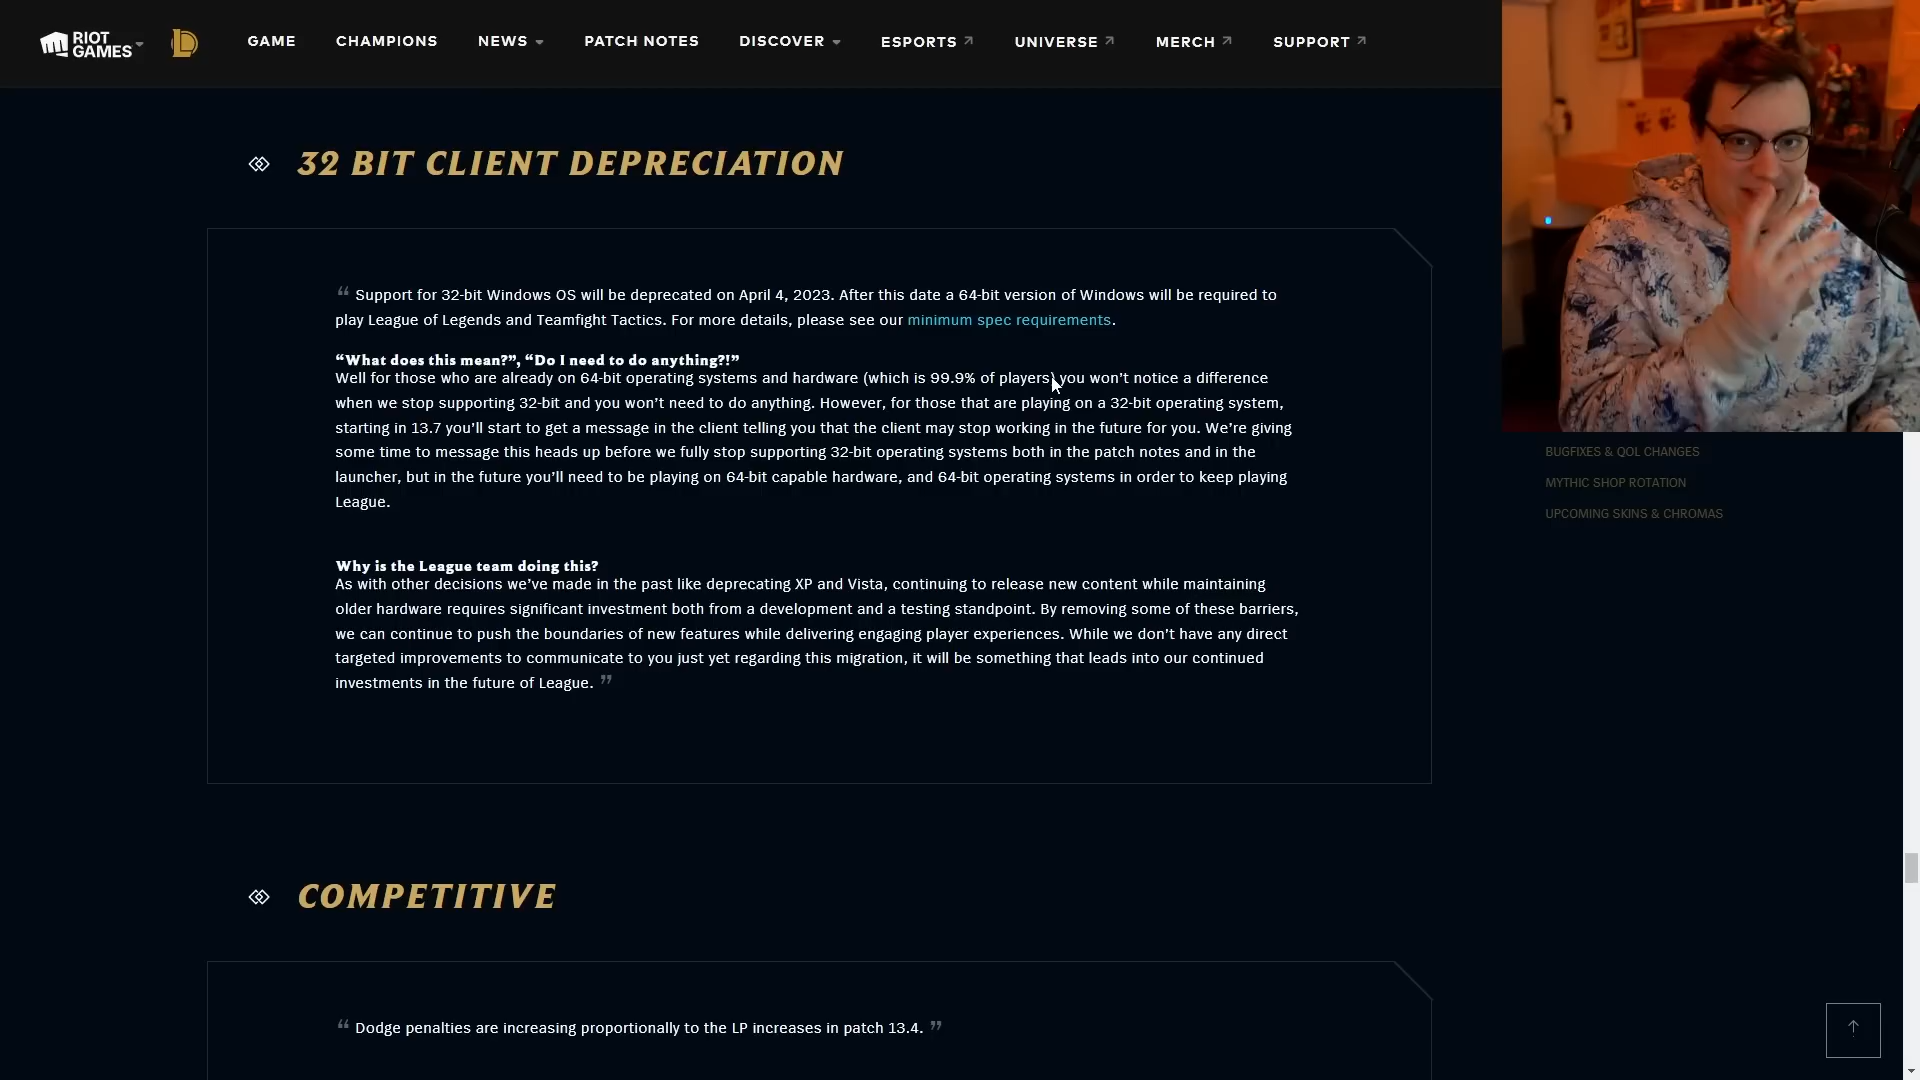 RIOT GAMES GAME CHAMPIONS NEWS PATCH NOTES DISCOVER ESPORTS UNIVERSE MERCH SUPPORT
32 BIT CLIENT DEPRECIATION
“ Support for 32-bit Windows OS will be deprecated on April 4, 2023. After this date a 64-bit version of Windows will be required to
play League of Legends and Teamfight Tactics. For more details, please see our minimum spec requirements.
“What does this mean?”, “Do I need to do anything?!”
Well for those who are already on 64-bit operating systems and hardware (which is 99.9% of players) you won’t notice a difference
when we stop supporting 32-bit and you won’t need to do anything. However, for those that are playing on a 32-bit operating system,
starting in 13.7 you’ll start to get a message in the client telling you that the client may stop working in the future for you. We’re giving
some time to message this heads up before we fully stop supporting 32-bit operating systems both in the patch notes and in the
launcher, but in the future you’ll need to be playing on 64-bit capable hardware, and 64-bit operating systems in order to keep playing
League.
Why is the League team doing this?
As with other decisions we’ve made in the past like deprecating XP and Vista, continuing to release new content while maintaining
older hardware requires significant investment both from a development and a testing standpoint. By removing some of these barriers,
we can continue to push the boundaries of new features while delivering engaging player experiences. While we don’t have any direct
targeted improvements to communicate to you just yet regarding this migration, it will be something that leads into our continued
investments in the future of League. ”
COMPETITIVE
“ Dodge penalties are increasing proportionally to the LP increases in patch 13.4. ”
BUGFIXES & QOL CHANGES
MYTHIC SHOP ROTATION
UPCOMING SKINS & CHROMAS